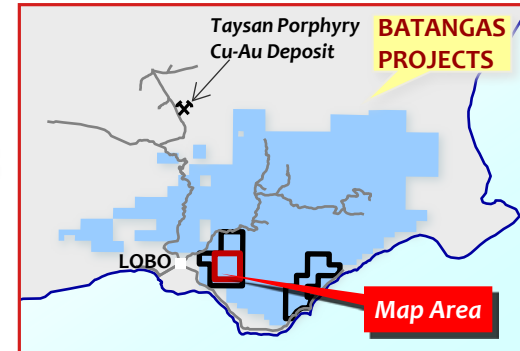 Taysan Porphyry
Cu-Au Deposit
BATANGAS
PROJECTS
LOBO
Map Area